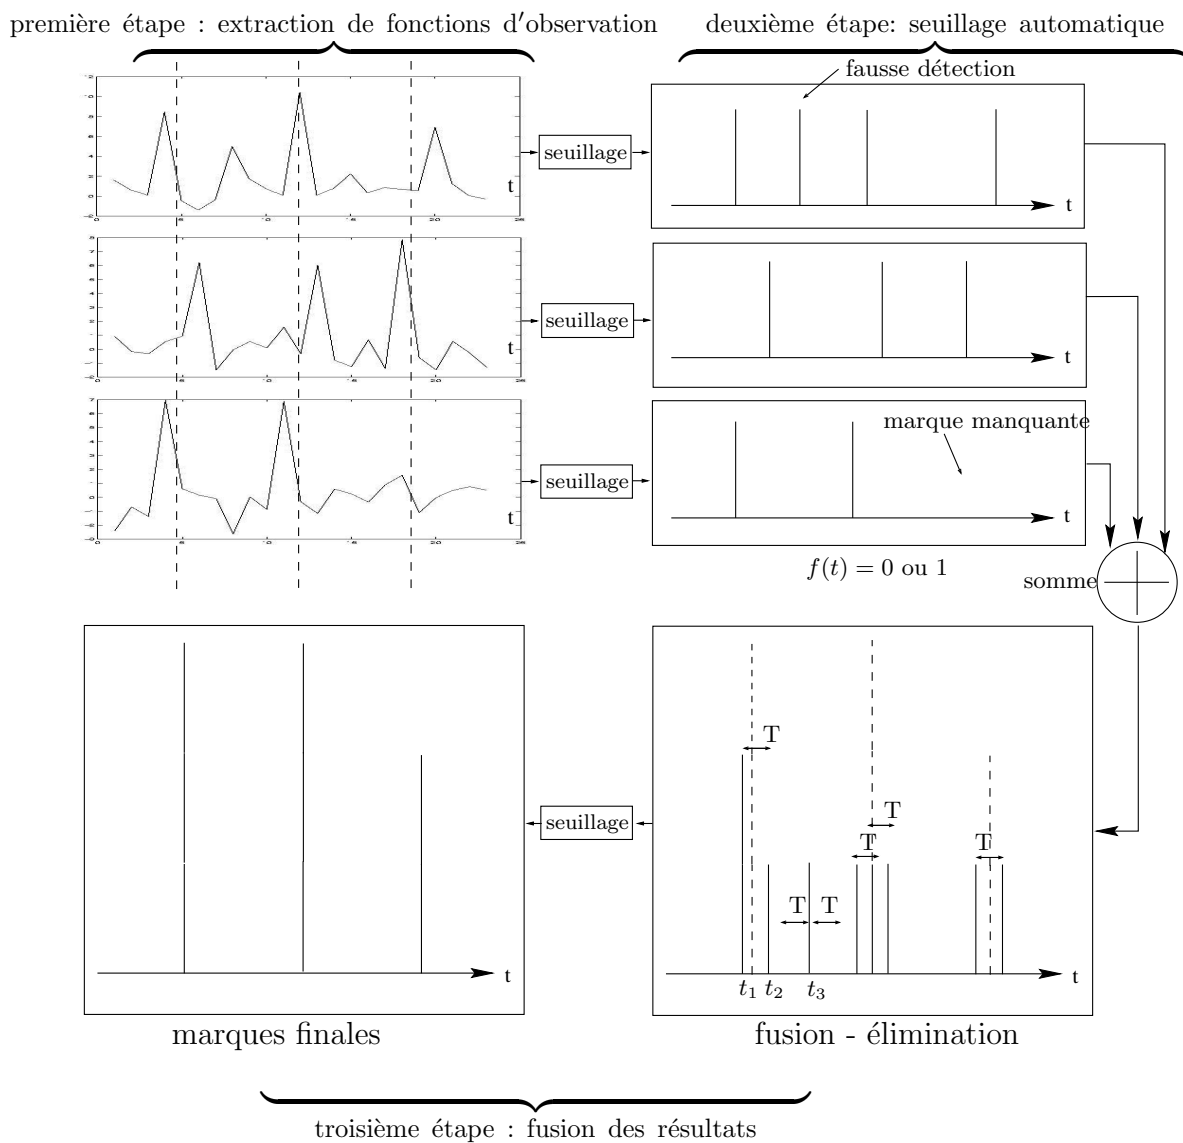 première étape : extraction de fonctions d'observation
deuxième étape: seuillage automatique
fausse détection
t
seuillage
t
t
seuillage
t
marque manquante
t
seuillage
t
f(t) = 0 ou 1
somme
T
T
T
T
T
T
seuillage
t
t
t1 t2 t3
marques finales
fusion - élimination
troisième étape : fusion des résultats